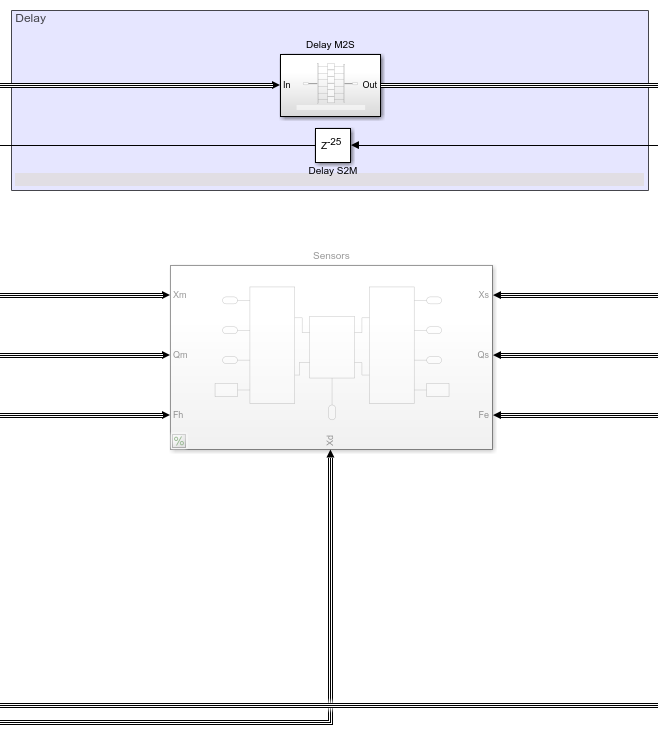 Delay
Delay M2S
In
Out
z-25
Delay S2M
Sensors
Xm
Xs
Qm
Qs
Fh
Fe
%
Xd